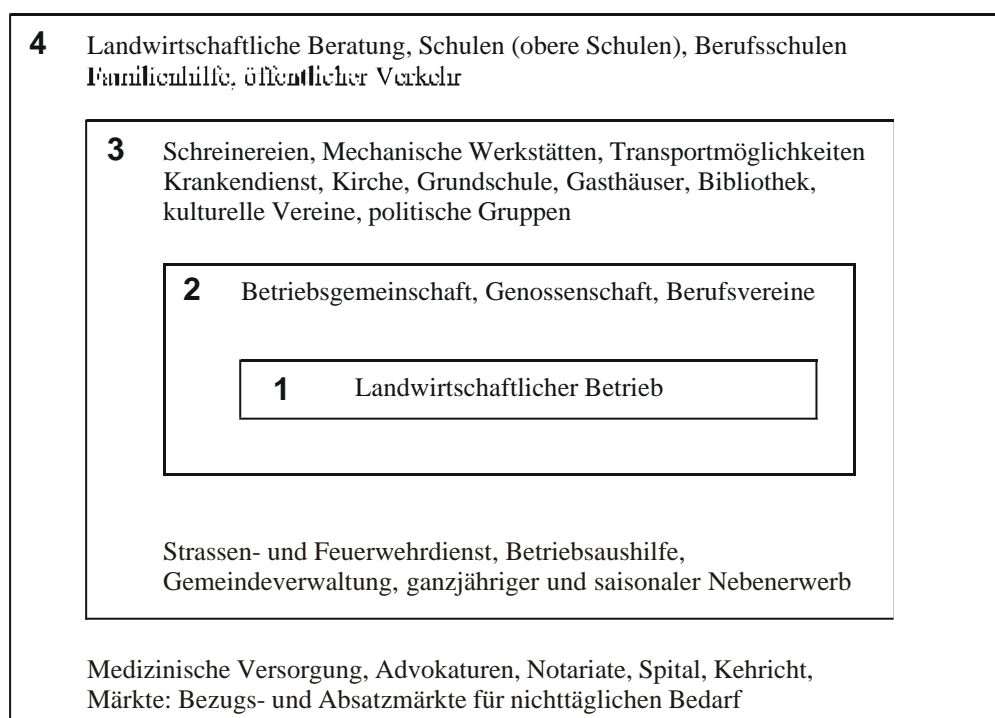 4 Landwirtschaftliche Beratung, Schulen (obere Schulen), Berufsschulen
Familienhilfe, öffentlicher Verkehr
3 Schreinereien, Mechanische Werkstätten, Transportmöglichkeiten
Krankendienst, Kirche, Grundschule, Gasthäuser, Bibliothek,
kulturelle Vereine, politische Gruppen
2 Betriebsgemeinschaft, Genossenschaft, Berufsvereine
1 Landwirtschaftlicher Betrieb
Strassen- und Feuerwehrdienst, Betriebsaushilfe,
Gemeindeverwaltung, ganzjähriger und saisonaler Nebenerwerb
Medizinische Versorgung, Advokaturen, Notariate, Spital, Kehricht,
Märkte: Bezugs- und Absatzmärkte für nichttäglichen Bedarf